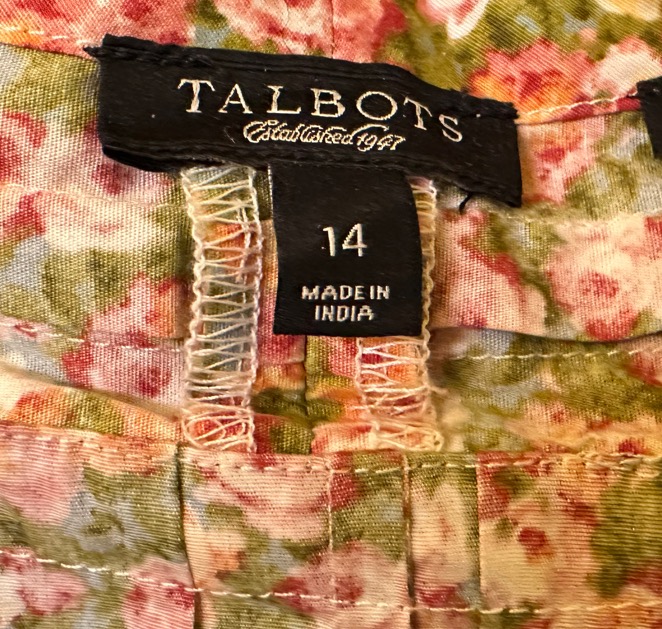 TALBOTS
Established 1947
14
MADE IN
INDIA